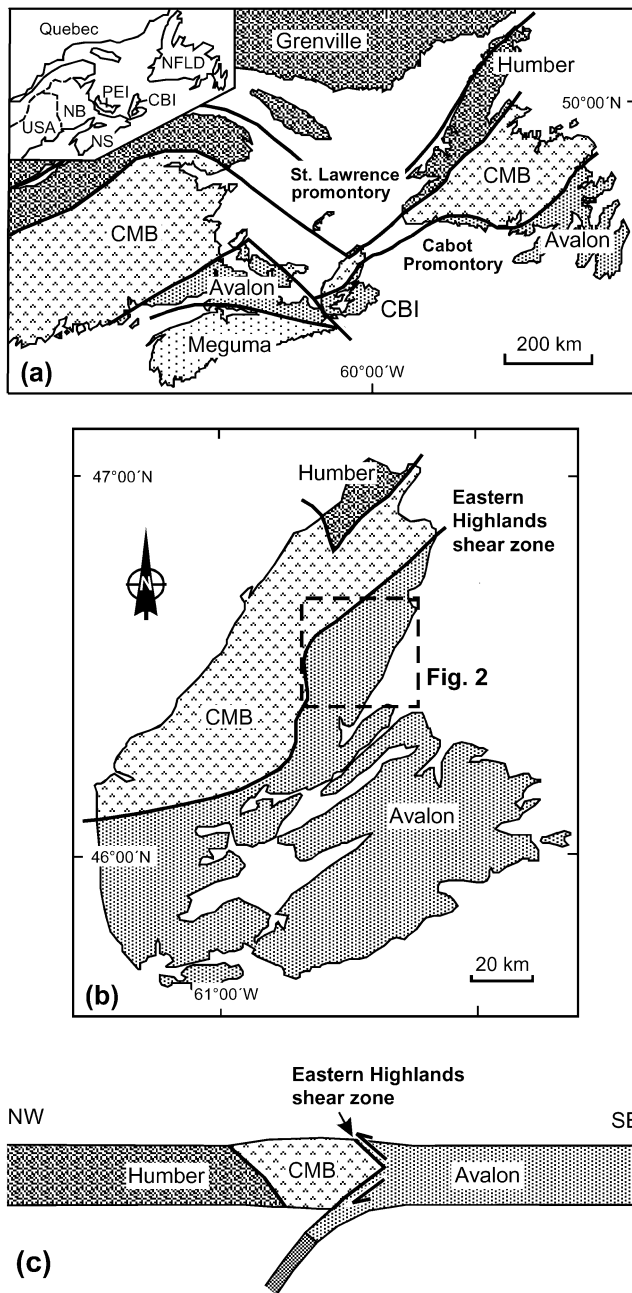 Quebec
NFLD
PEI
CBI
USA
NB
NS
Grenville
Humber
50°00´N
St. Lawrence
promontory
CMB
CMB
Cabot
Promontory
Avalon
Avalon
CBI
Meguma
200 km
(a)
60°00´W
47°00´N
Humber
Eastern
Highlands
shear zone
N
Fig. 2
CMB
Avalon
46°00´N
20 km
(b)
61°00´W
Eastern Highlands
shear zone
NW
SE
Humber
CMB
Avalon
(c)